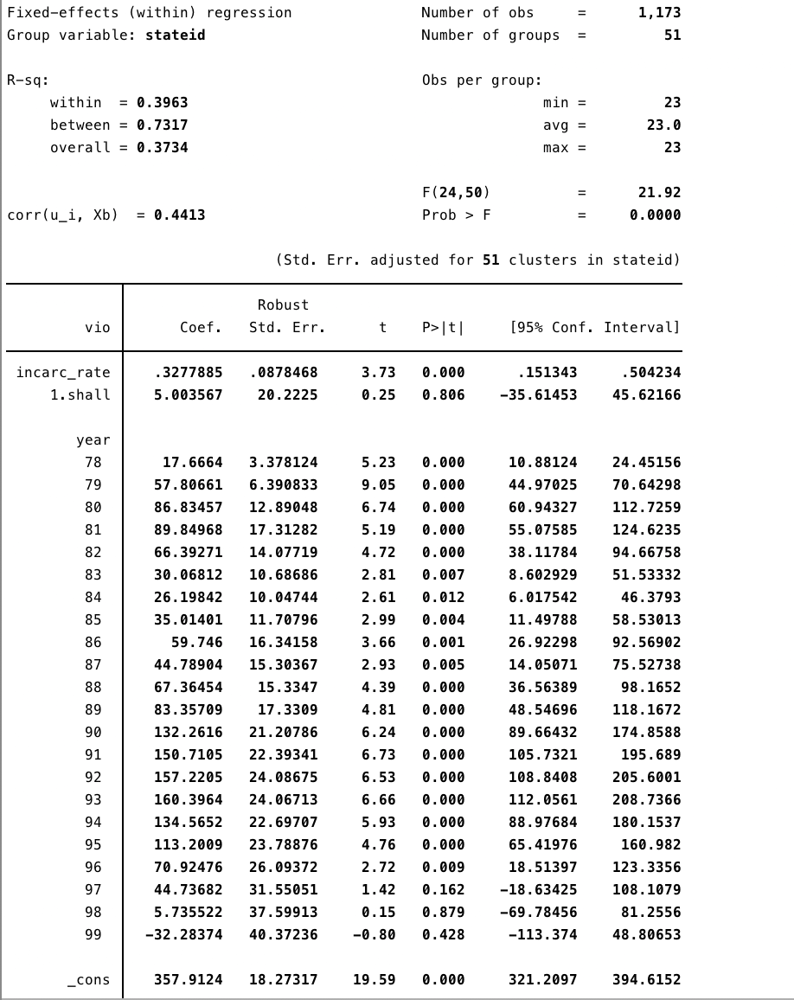 Fixed-effects (within) regression Number of obs = 1,173
Group variable: stateid Number of groups = 51
R-sq: Obs per group:
within = 0.3963 min = 23
between = 0.7317 avg = 23.0
overall = 0.3734 max = 23
F(24,50) = 21.92
corr(u_i, Xb) = 0.4413 Prob > F = 0.0000
(Std. Err. adjusted for 51 clusters in stateid)
Robust
vio Coef. Std. Err. t P>|t| [95% Conf. Interval]
incarc_rate .3277885 .0878468 3.73 0.000 .151343 .504234
1.shall 5.003567 20.2225 0.25 0.806 -35.61453 45.62166
year
78 17.6664 3.378124 5.23 0.000 10.88124 24.45156
79 57.80661 6.390833 9.05 0.000 44.97025 70.64298
80 86.83457 12.89048 6.74 0.000 60.94327 112.7259
81 89.84968 17.31282 5.19 0.000 55.07585 124.6235
82 66.39271 14.07719 4.72 0.000 38.11784 94.66758
83 30.06812 10.68686 2.81 0.007 8.602929 51.53332
84 26.19842 10.04744 2.61 0.012 6.017542 46.3793
85 35.01401 11.70796 2.99 0.004 11.49788 58.53013
86 59.746 16.34158 3.66 0.001 26.92298 92.56902
87 44.78904 15.30367 2.93 0.005 14.05071 75.52738
88 67.36454 15.3347 4.39 0.000 36.56389 98.1652
89 83.35709 17.3309 4.81 0.000 48.54696 118.1672
90 132.2616 21.20786 6.24 0.000 89.66432 174.8588
91 150.7105 22.39341 6.73 0.000 105.7321 195.689
92 157.2205 24.08675 6.53 0.000 108.8408 205.6001
93 160.3964 24.06713 6.66 0.000 112.0561 208.7366
94 134.5652 22.69707 5.93 0.000 88.97684 180.1537
95 113.2009 23.78876 4.76 0.000 65.41976 160.982
96 70.92476 26.09372 2.72 0.009 18.51397 123.3356
97 44.73682 31.55051 1.42 0.162 -18.63425 108.1079
98 5.735522 37.59913 0.15 0.879 -69.78456 81.2556
99 -32.28374 40.37236 -0.80 0.428 -113.374 48.80653
_cons 357.9124 18.27317 19.59 0.000 321.2097 394.6152